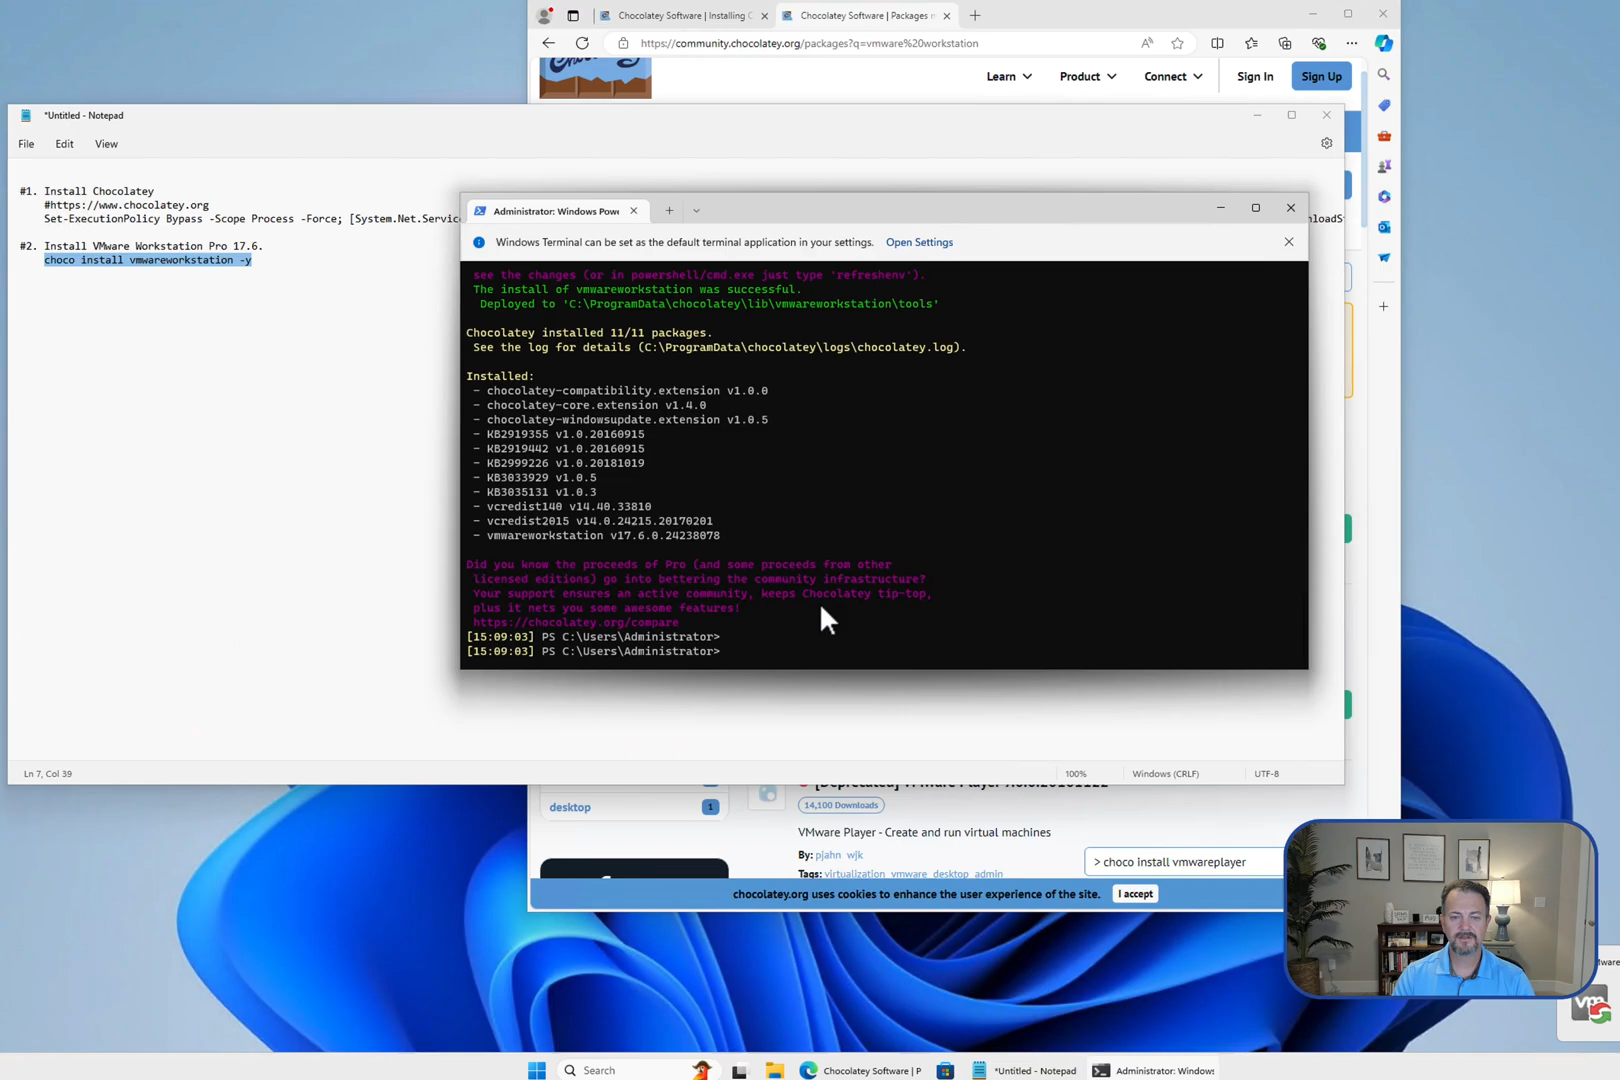 Chocolatey Software | Installing C
Chocolatey Software | Packages m
https://community.chocolatey.org/packages?q=vmware%20workstation
Learn
Product
Connect
Sign In
Sign Up
*Untitled - Notepad
File
Edit
View
#1. Install Chocolatey
#https://www.chocolatey.org
Set-ExecutionPolicy Bypass -Scope Process -Force; [System.Net.Servic
#2. Install VMware Workstation Pro 17.6.
choco install vmwareworkstation -y
Administrator: Windows Powe
Windows Terminal can be set as the default terminal application in your settings.
Open Settings
see the changes (or in powershell/cmd.exe just type 'refreshenv').
The install of vmwareworkstation was successful.
Deployed to 'C:\ProgramData\chocolatey\lib\vmwareworkstation\tools'
Chocolatey installed 11/11 packages.
See the log for details (C:\ProgramData\chocolatey\logs\chocolatey.log).
Installed:
- chocolatey-compatibility.extension v1.0.0
- chocolatey-core.extension v1.4.0
- chocolatey-windowsupdate.extension v1.0.5
- KB2919355 v1.0.20160915
- KB2919442 v1.0.20160915
- KB2999226 v1.0.20181019
- KB3033929 v1.0.5
- KB3035131 v1.0.3
- vcredist140 v14.40.33810
- vcredist2015 v14.0.24215.20170201
- vmwareworkstation v17.6.0.24238078
Did you know the proceeds of Pro (and some proceeds from other
licensed editions) go into bettering the community infrastructure?
Your support ensures an active community, keeps Chocolatey tip-top,
plus it nets you some awesome features!
https://chocolatey.org/compare
[15:09:03] PS C:\Users\Administrator>
[15:09:03] PS C:\Users\Administrator>
Ln 7, Col 39
100%
Windows (CRLF)
UTF-8
desktop
1
14,100 Downloads
VMware Player - Create and run virtual machines
By: pjahn wjk
Tags: virtualization vmware desktop admin
> choco install vmwareplayer
chocolatey.org uses cookies to enhance the user experience of the site.
I accept
Search
Chocolatey Software | P
*Untitled - Notepad
Administrator: Windows